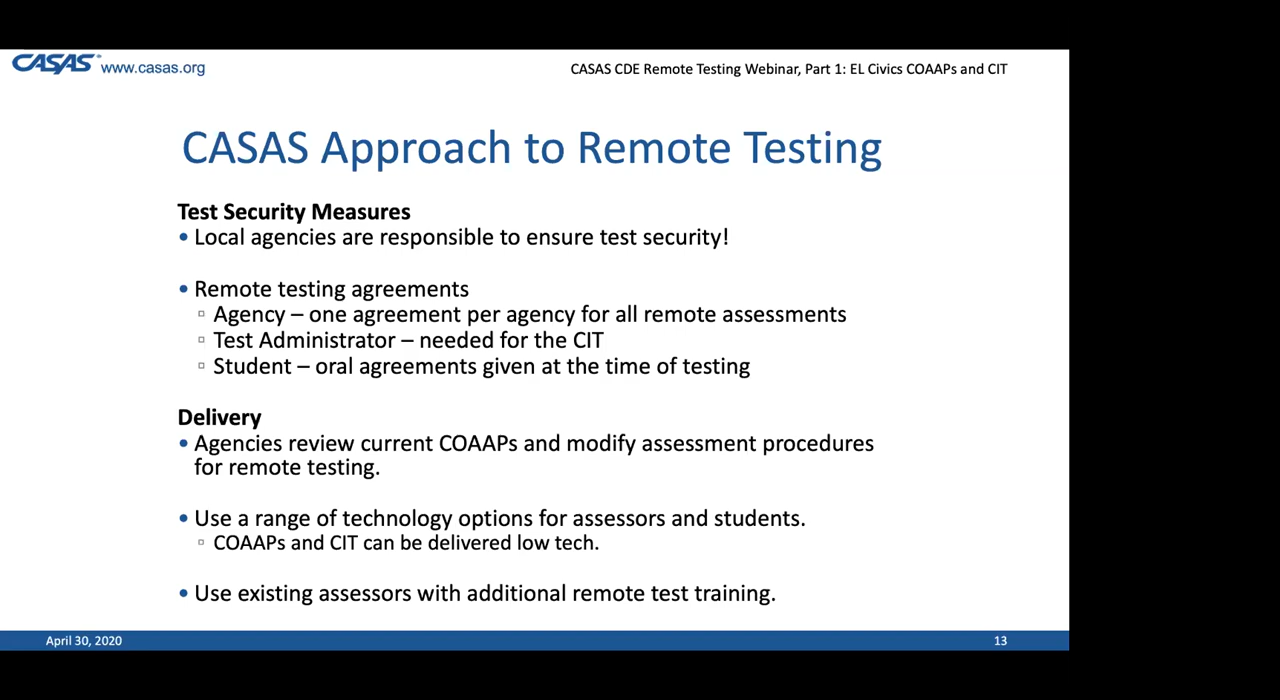 CASAS www.casas.org
CASAS CDE Remote Testing Webinar, Part 1: EL Civics COAAPs and CIT
CASAS Approach to Remote Testing
Test Security Measures
• Local agencies are responsible to ensure test security!
• Remote testing agreements
▫ Agency – one agreement per agency for all remote assessments
▫ Test Administrator – needed for the CIT
▫ Student – oral agreements given at the time of testing
Delivery
• Agencies review current COAAPs and modify assessment procedures
for remote testing.
• Use a range of technology options for assessors and students.
▫ COAAPs and CIT can be delivered low tech.
• Use existing assessors with additional remote test training.
April 30, 2020
13